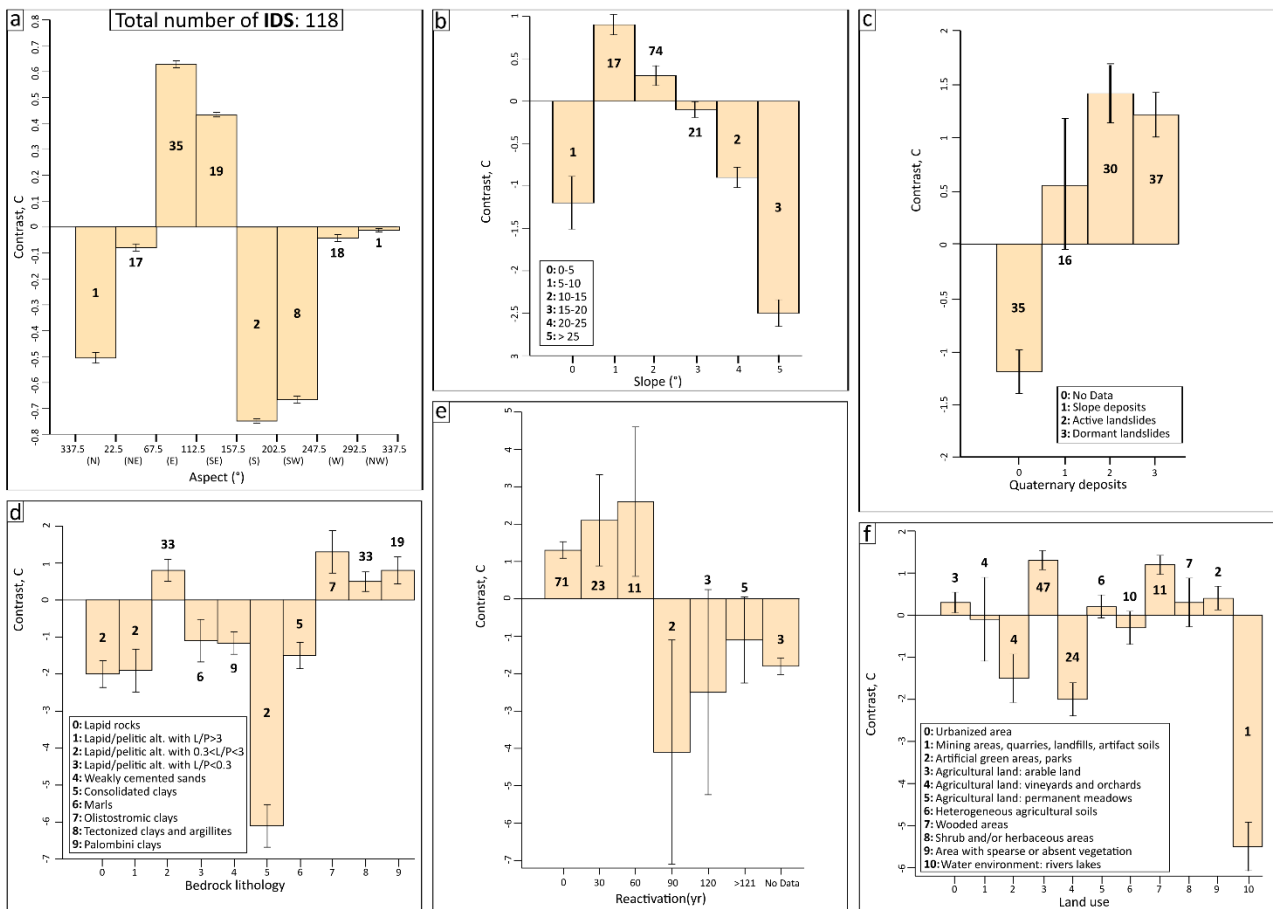 a
Total number of IDS: 118
Contrast, C
0.8
0.7
0.6
0.5
0.4
0.3
0.2
0.1
0
-0.1
-0.2
-0.3
-0.4
-0.5
-0.6
-0.7
-0.8
1
17
35
19
2
8
18
1
337.5 22.5 67.5 112.5 157.5 202.5 247.5 292.5 337.5
(N) (NE) (E) (SE) (S) (SW) (W) (NW)
Aspect (°)
b
Contrast, C
1
0.5
0
-0.5
-1
-1.5
-2
-2.5
3
1
17
74
21
2
3
0: 0-5
1: 5-10
2: 10-15
3: 15-20
4: 20-25
5: > 25
0 1 2 3 4 5
Slope (°)
c
Contrast, C
2
1.5
1
0.5
0
-0.5
-1
-1.5
-2
35
16
30
37
0: No Data
1: Slope deposits
2: Active landslides
3: Dormant landslides
0 1 2 3
Quaternary deposits
d
Contrast, C
2
1
0
-1
-2
-3
-4
-5
-6
-7
2
2
33
6
9
2
5
7
33
19
0: Lapid rocks
1: Lapid/pelitic alt. with L/P>3
2: Lapid/pelitic alt. with 0.3<L/P<3
3: Lapid/pelitic alt. with L/P<0.3
4: Weakly cemented sands
5: Consolidated clays
6: Marls
7: Olistostromic clays
8: Tectonized clays and argillites
9: Palombini clays
0 1 2 3 4 5 6 7 8 9
Bedrock lithology
e
Contrast, C
5
4
3
2
1
0
-1
-2
-3
-4
-5
-6
-7
71
23
11
2
3
5
3
0 30 60 90 120 >121 No Data
Reactivation(yr)
f
Contrast, C
2
1
0
-1
-2
-3
-4
-5
-6
3
4
4
47
24
6
10
11
7
2
1
0: Urbanized area
1: Mining areas, quarries, landfills, artifact soils
2: Artificial green areas, parks
3: Agricultural land: arable land
4: Agricultural land: vineyards and orchards
5: Agricultural land: permanent meadows
6: Heterogeneous agricultural soils
7: Wooded areas
8: Shrub and/or herbaceous areas
9: Area with spearse or absent vegetation
10: Water environment: rivers lakes
0 1 2 3 4 5 6 7 8 9 10
Land use